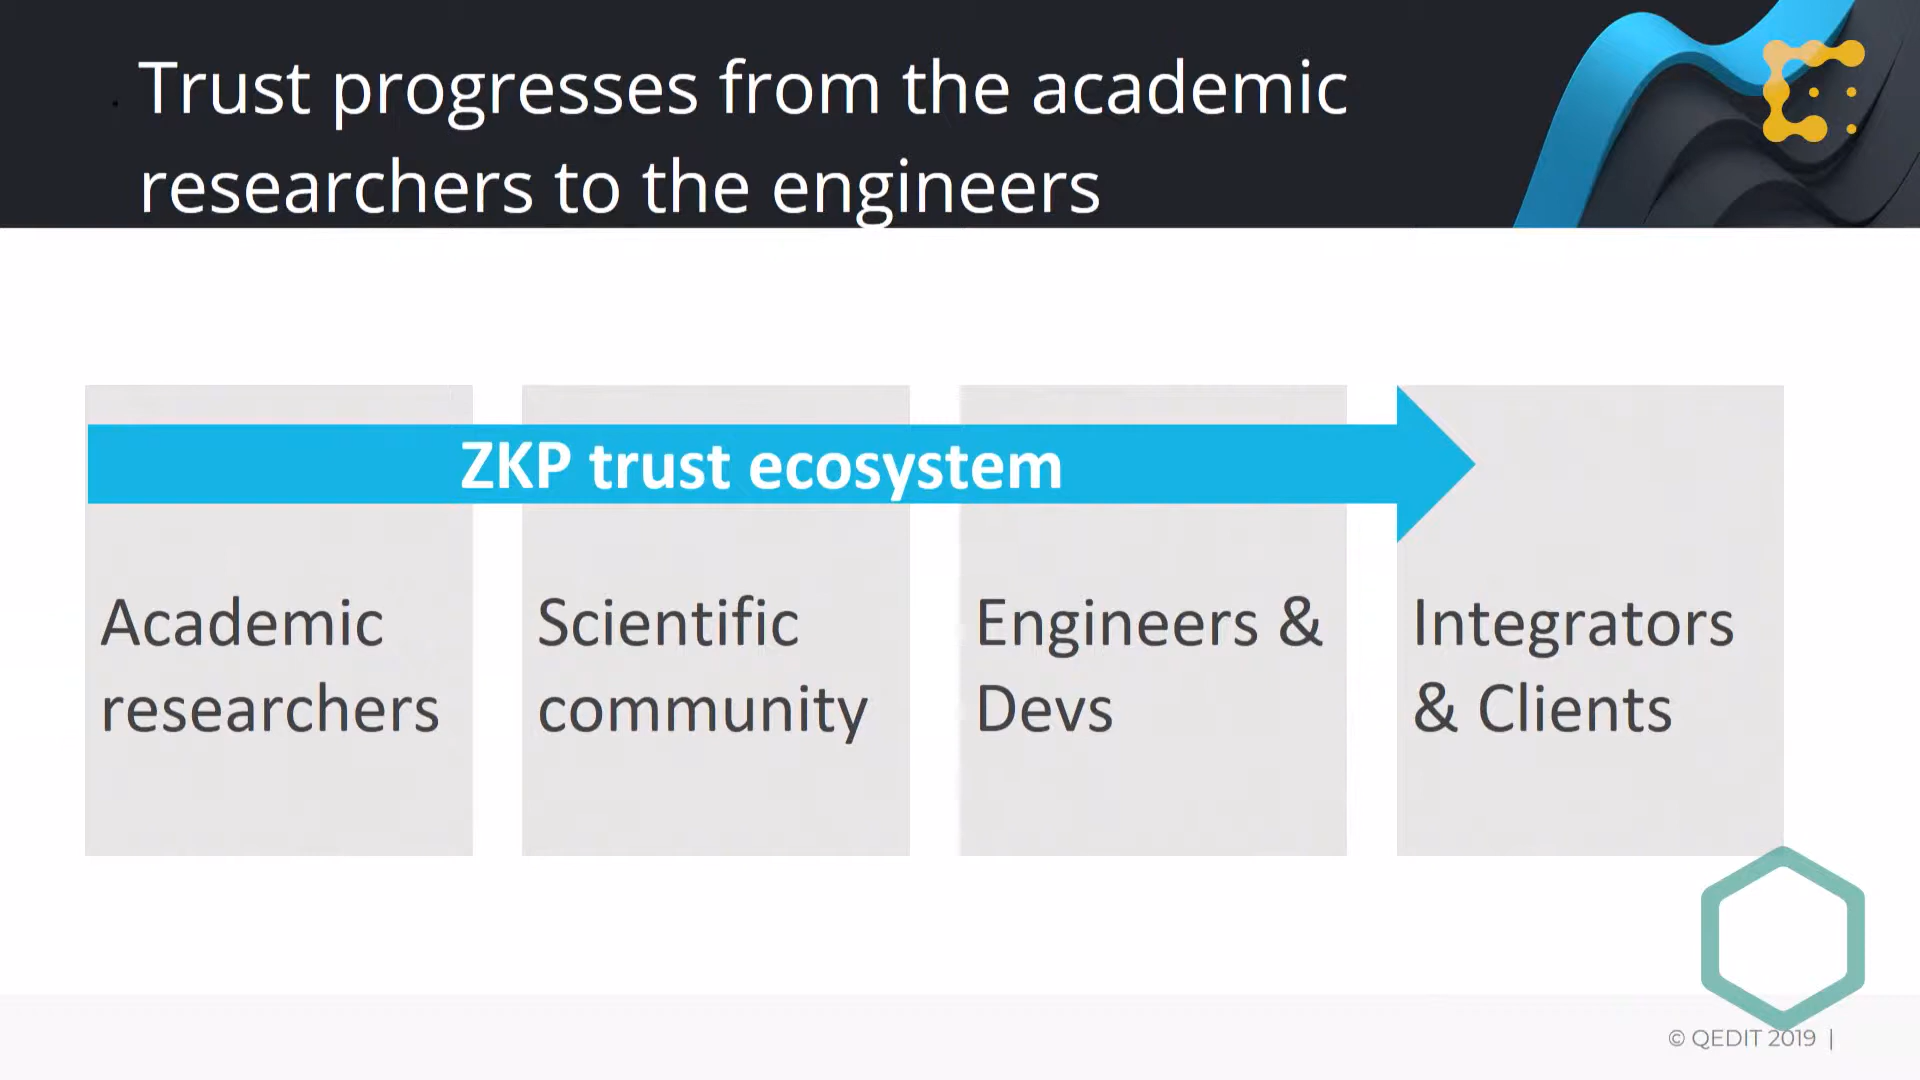 Trust progresses from the academic
researchers to the engineers
ZKP trust ecosystem
Academic
researchers
Scientific
community
Engineers &
Devs
Integrators
& Clients
© QEDIT 2019 |